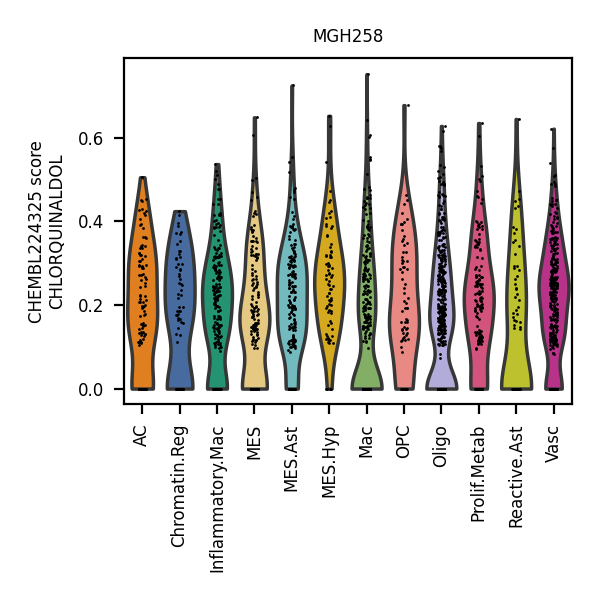 MGH258
CHEMBL224325 score
CHLORQUINALDOL
0.6
0.4
0.2
0.0
AC
Chromatin.Reg
Inflammatory.Mac
MES
MES.Ast
MES.Hyp
Mac
OPC
Oligo
Prolif.Metab
Reactive.Ast
Vasc